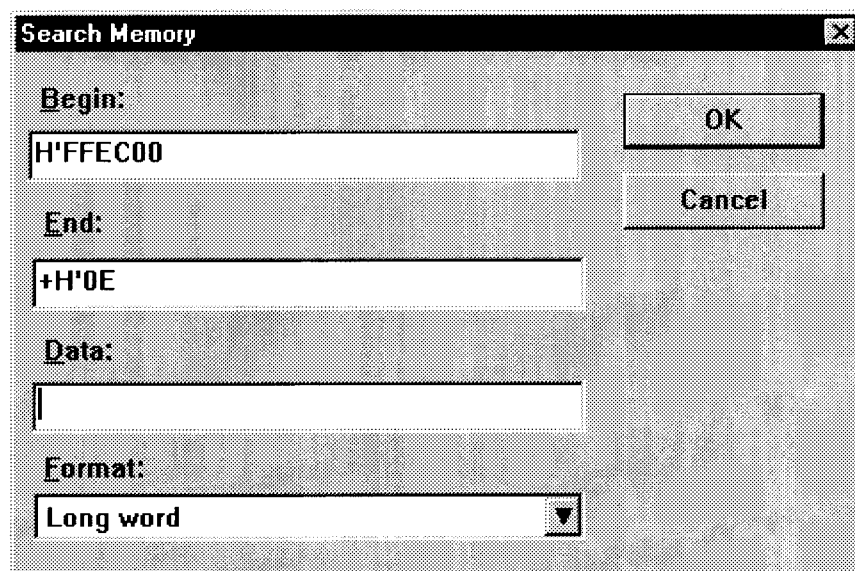 Search Memory
Begin:
H'FFEC00
OK
Cancel
End:
+H'0E
Data:
Format:
Long word